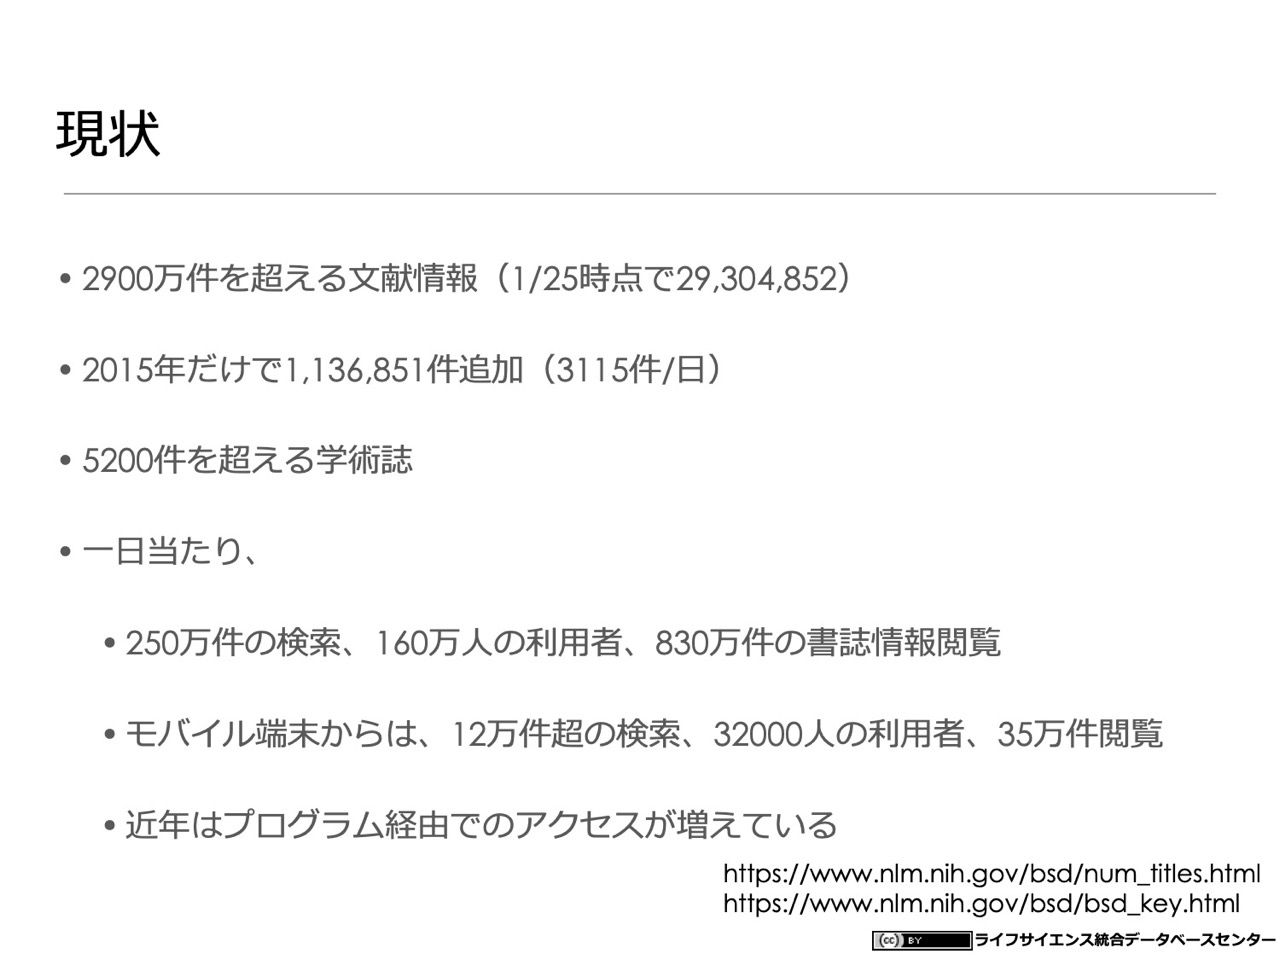 現状
• 2900万件を超える文献情報（1/25時点で29,304,852）
• 2015年だけで1,136,851件追加（3115件/日）
• 5200件を超える学術誌
• 一日当たり、
• 250万件の検索、160万人の利用者、830万件の書誌情報閲覧
• モバイル端末からは、12万件超の検索、32000人の利用者、35万件閲覧
• 近年はプログラム経由でのアクセスが増えている
https://www.nlm.nih.gov/bsd/num_titles.html
https://www.nlm.nih.gov/bsd/bsd_key.html
(cc) BY ライフサイエンス統合データベースセンター